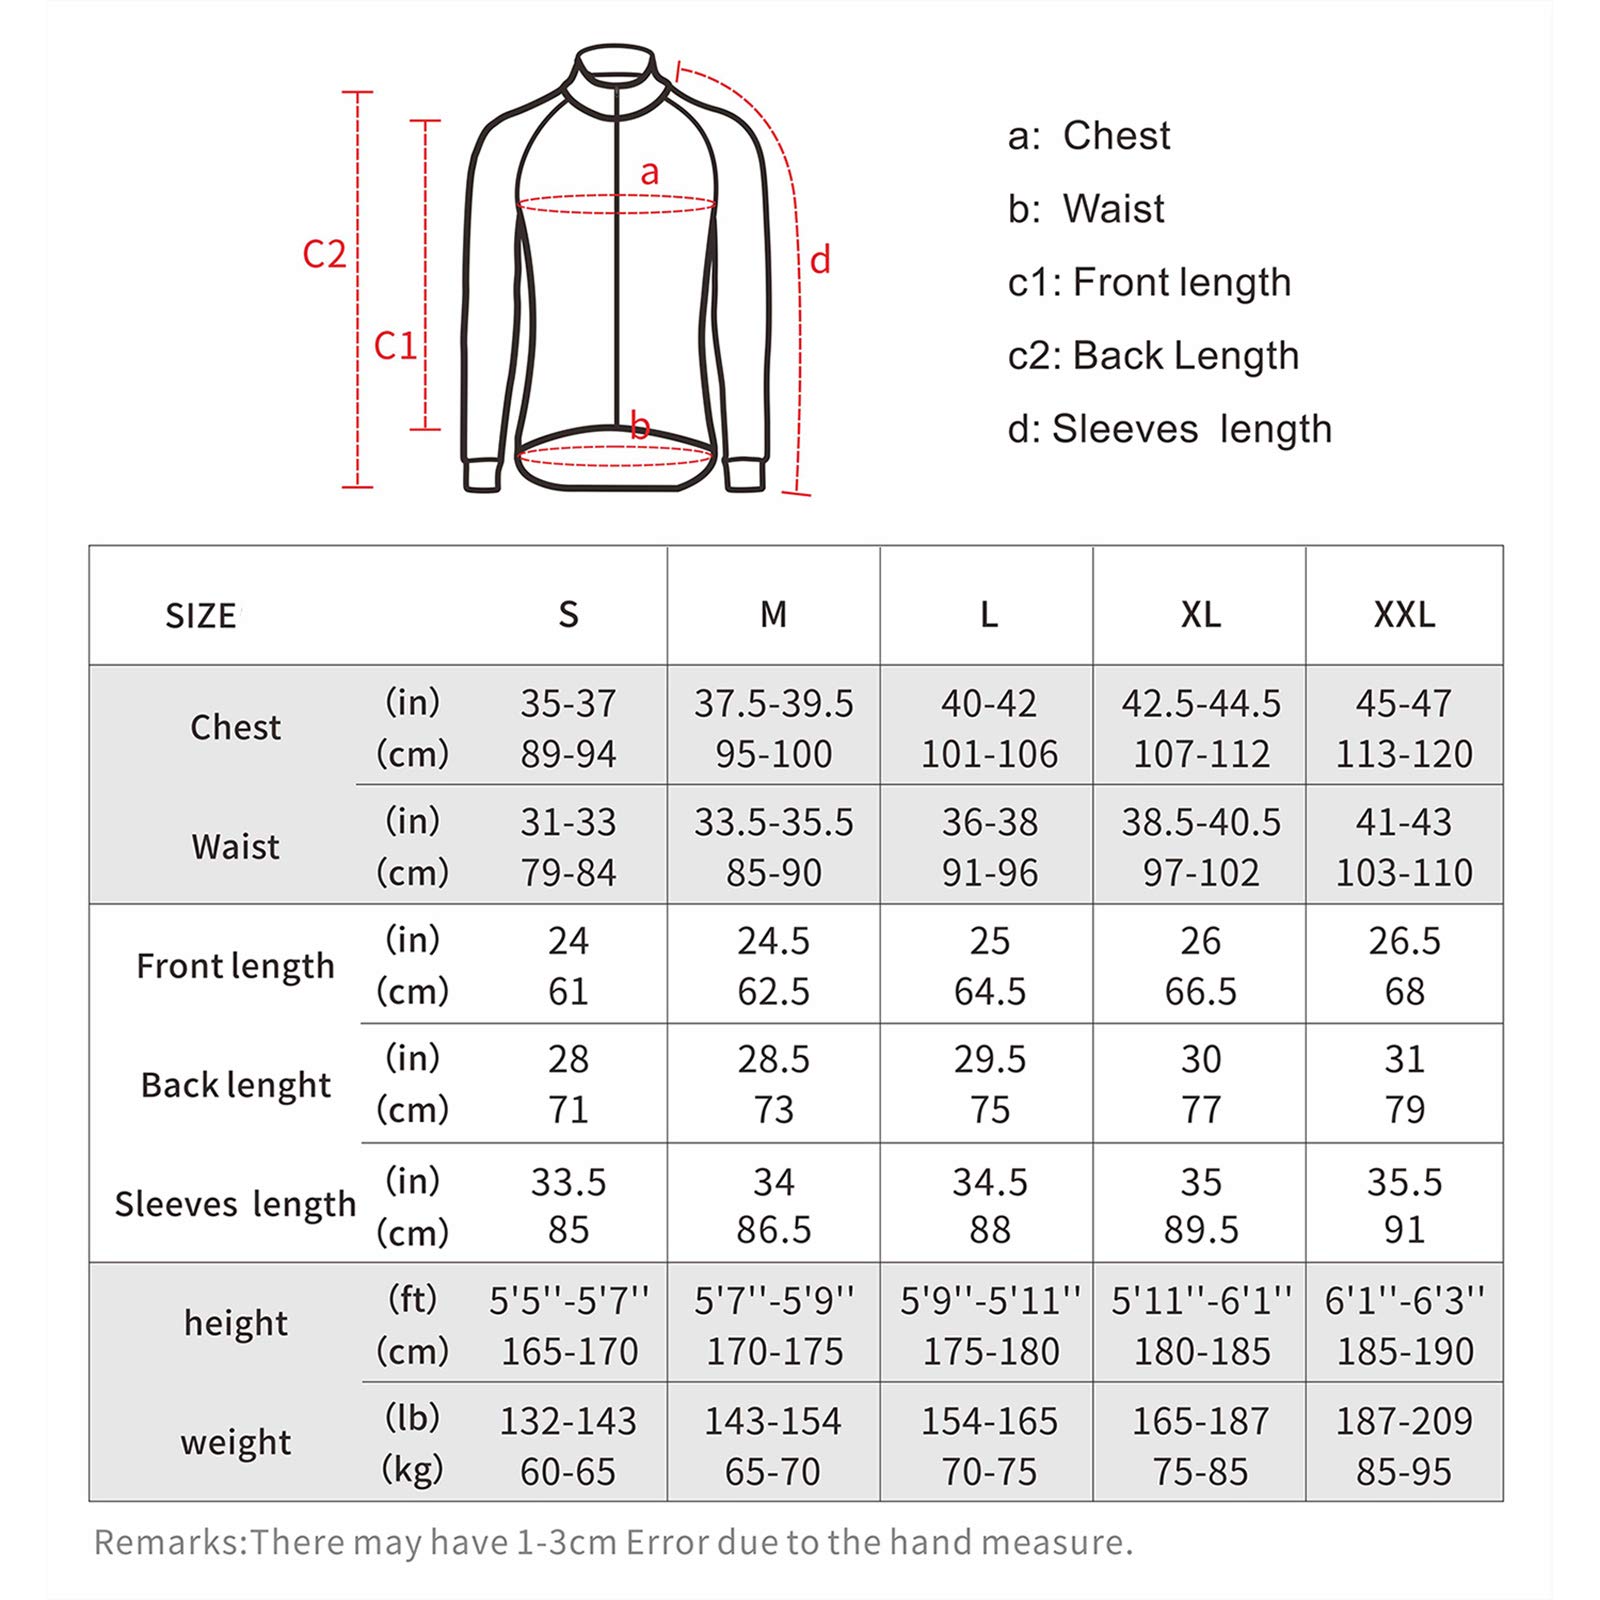 C2
C1
a
b
d
a: Chest
b: Waist
c1: Front length
c2: Back Length
d: Sleeves length
SIZE S M L XL XXL
Chest
(in) 35-37 37.5-39.5 40-42 42.5-44.5 45-47
(cm) 89-94 95-100 101-106 107-112 113-120
Waist
(in) 31-33 33.5-35.5 36-38 38.5-40.5 41-43
(cm) 79-84 85-90 91-96 97-102 103-110
Front length
(in) 24 24.5 25 26 26.5
(cm) 61 62.5 64.5 66.5 68
Back lenght
(in) 28 28.5 29.5 30 31
(cm) 71 73 75 77 79
Sleeves length
(in) 33.5 34 34.5 35 35.5
(cm) 85 86.5 88 89.5 91
height
(ft) 5'5''-5'7'' 5'7''-5'9'' 5'9''-5'11'' 5'11''-6'1'' 6'1''-6'3''
(cm) 165-170 170-175 175-180 180-185 185-190
weight
(lb) 132-143 143-154 154-165 165-187 187-209
(kg) 60-65 65-70 70-75 75-85 85-95
Remarks:There may have 1-3cm Error due to the hand measure.